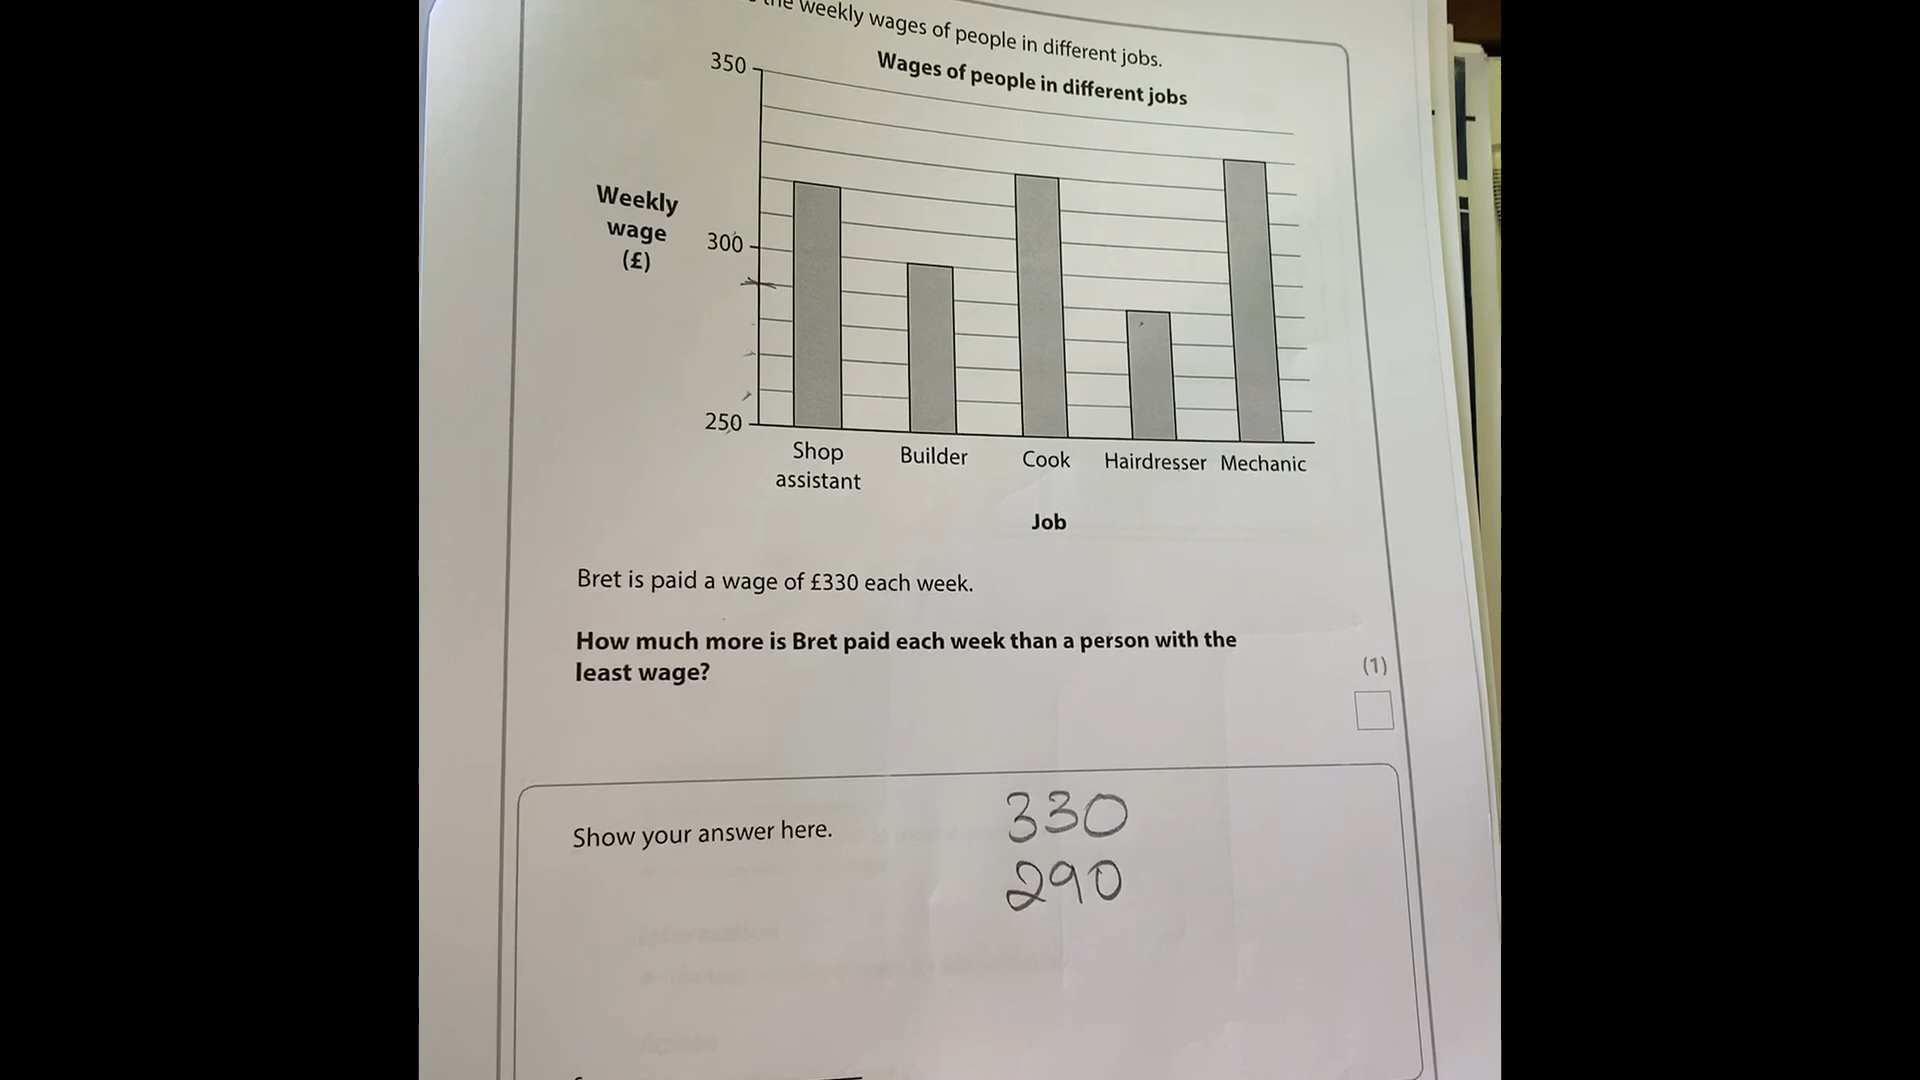 the weekly wages of people in different jobs.
Wages of people in different jobs
350
Weekly
wage
(£)
300
250
Shop
assistant
Builder
Cook
Hairdresser
Mechanic
Job
Bret is paid a wage of £330 each week.
How much more is Bret paid each week than a person with the
least wage?
(1)
Show your answer here.
330
290